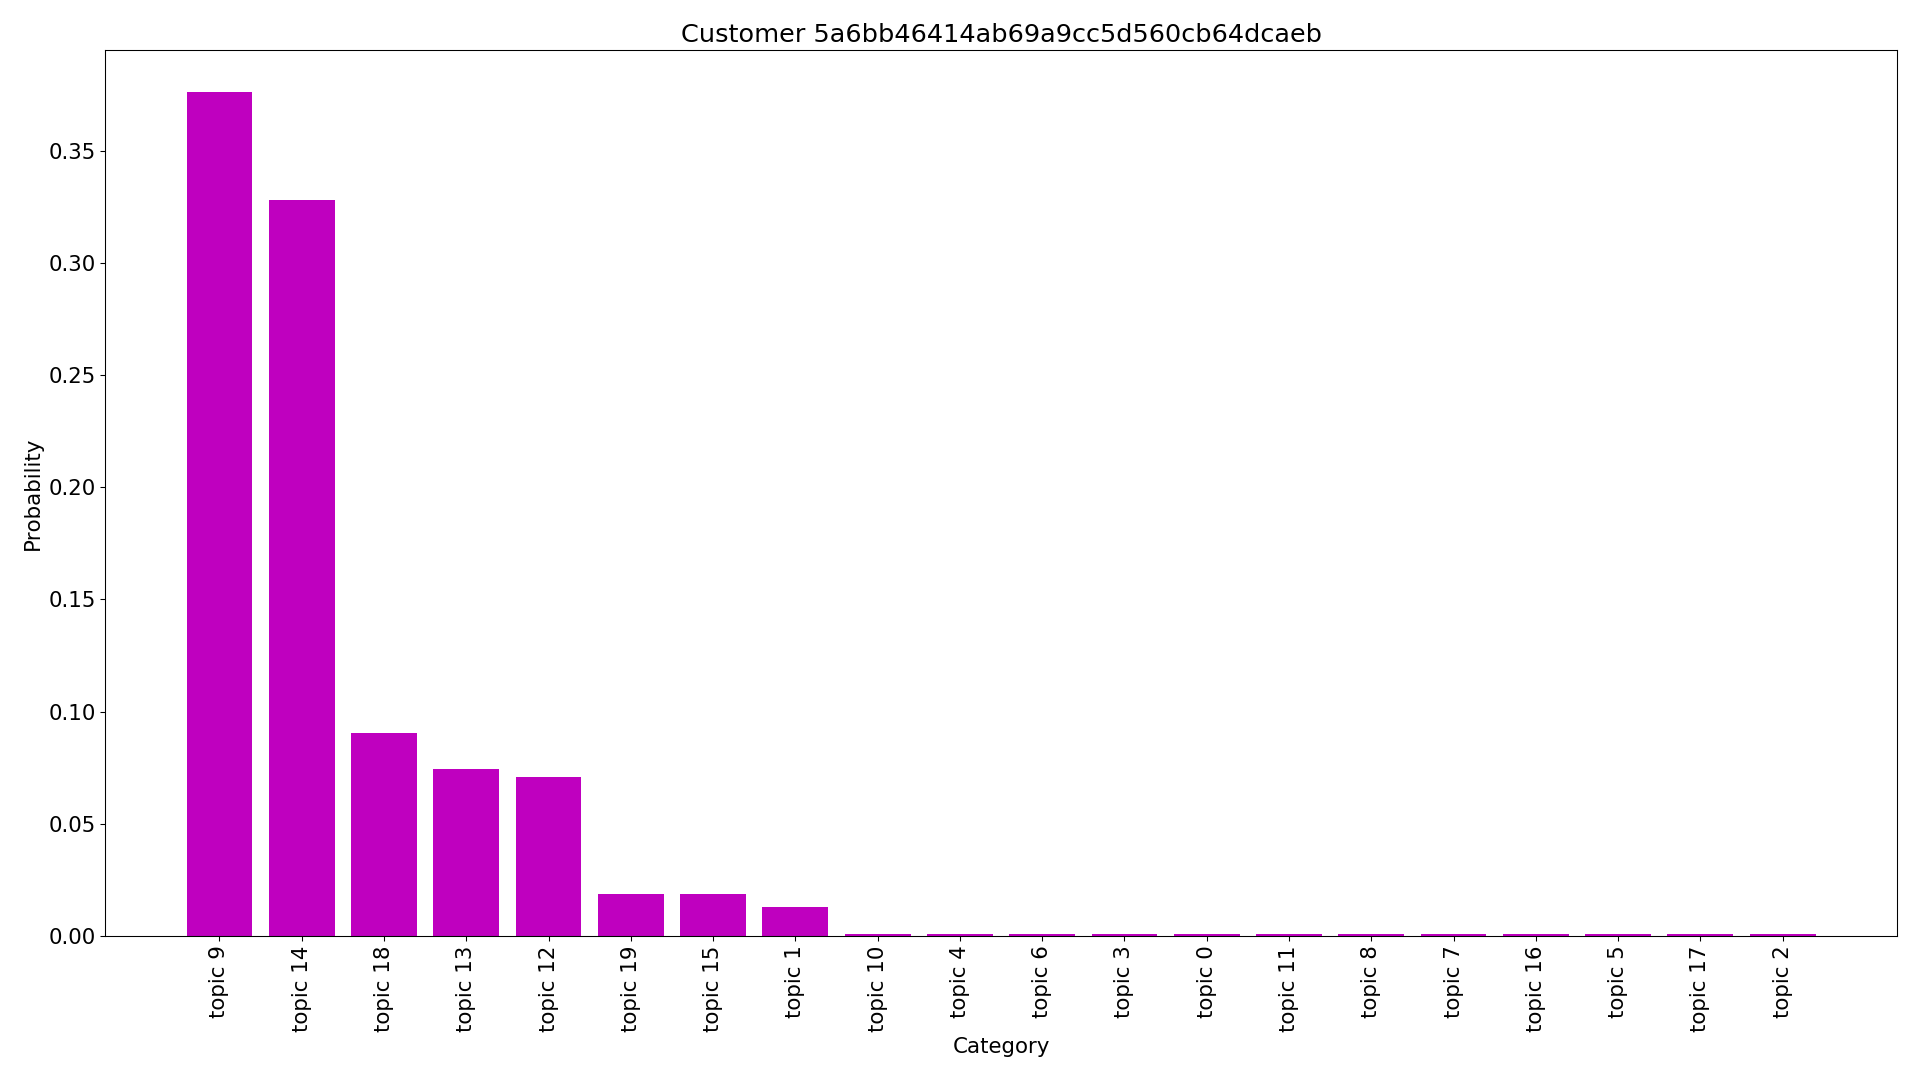 Customer 5a6bb46414ab69a9cc5d560cb64dcaeb
Probability
0.35
0.30
0.25
0.20
0.15
0.10
0.05
0.00
topic 9
topic 14
topic 18
topic 13
topic 12
topic 19
topic 15
topic 1
topic 10
topic 4
topic 6
topic 3
topic 0
topic 11
topic 8
topic 7
topic 16
topic 5
topic 17
topic 2
Category